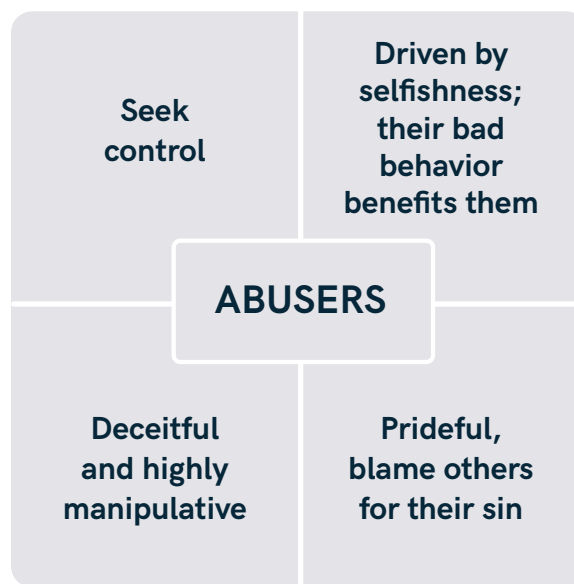 Seek
control
Driven by
selfishness;
their bad
behavior
benefits them
ABUSERS
Deceitful
and highly
manipulative
Prideful,
blame others
for their sin